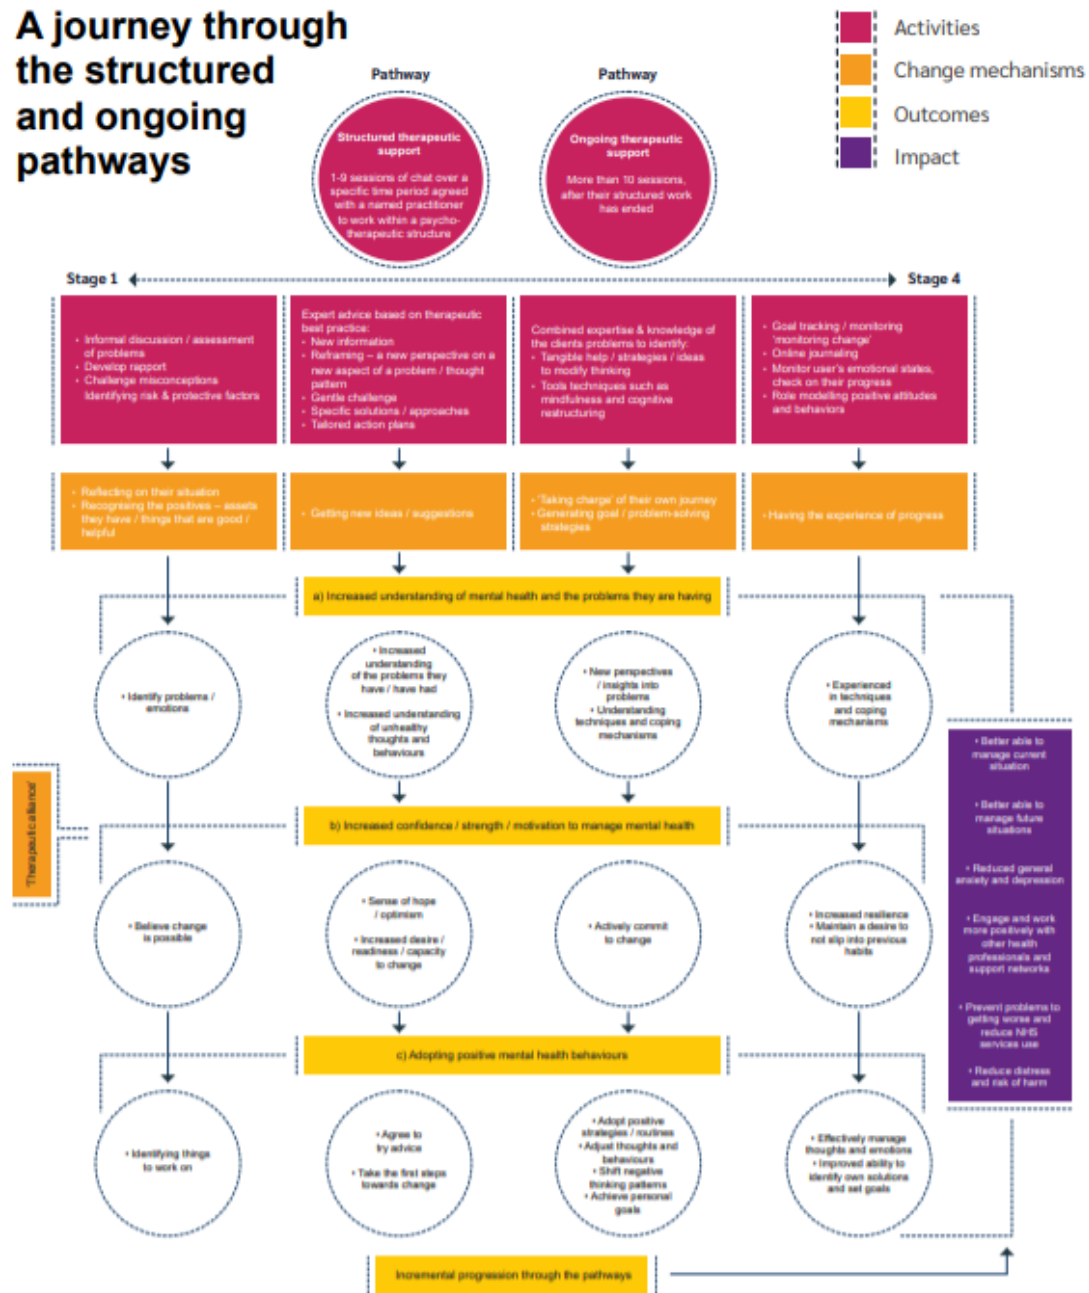 A journey through
the structured
and ongoing
pathways
Activities
Change mechanisms
Outcomes
Impact
Pathway
Structured therapeutic
support
1-9 sessions of chat over a
specific time period agreed
with a named practitioner
to work within a psycho-
therapeutic structure
Pathway
Ongoing therapeutic
support
More than 10 sessions,
after their structured work
has ended
Stage 1
Stage 4
• Informal discussion / assessment
of problems
• Develop rapport
• Challenge misconceptions
Identifying risk & protective factors
Expert advice based on therapeutic
best practice:
• New information
• Reframing – a new perspective on a
new aspect of a problem / thought
pattern
• Gentle challenge
• Specific solutions / approaches
• Tailored action plans
Combined expertise & knowledge of
the clients problems to identify:
• Tangible help / strategies / ideas
to modify thinking
• Tools techniques such as
mindfulness and cognitive
restructuring
• Goal tracking / monitoring
'monitoring change'
• Online journaling
• Monitor user's emotional states,
check on their progress
• Role modelling positive attitudes
and behaviors
• Reflecting on their situation
• Recognising the positives – assets
they have / things that are good /
helpful
• Getting new ideas / suggestions
• 'Taking charge' of their own journey
• Generating goal / problem-solving
strategies
• Having the experience of progress
a) Increased understanding of mental health and the problems they are having
• Identify problems /
emotions
• Increased
understanding
of the problems they
have / have had
• Increased understanding
of unhealthy
thoughts and
behaviours
• New perspectives
/ insights into
problems
• Understanding
techniques and coping
mechanisms
• Experienced
in techniques
and coping
mechanisms
'Therapeutic alliance'
b) Increased confidence / strength / motivation to manage mental health
• Believe change
is possible
• Sense of hope
/ optimism
• Increased desire /
readiness / capacity
to change
• Actively commit
to change
• Increased resilience
• Maintain a desire to
not slip into previous
habits
c) Adopting positive mental health behaviours
• Identifying things
to work on
• Agree to
try advice
• Take the first steps
towards change
• Adopt positive
strategies / routines
• Adjust thoughts and
behaviours
• Shift negative
thinking patterns
• Achieve personal
goals
• Effectively manage
thoughts and emotions
• Improved ability to
identify own solutions
and set goals
• Better able to
manage current
situation
• Better able to
manage future
situations
• Reduced general
anxiety and depression
• Engage and work
more positively with
other health
professionals and
support networks
• Prevent problems to
getting worse and
reduce NHS
services use
• Reduce distress
and risk of harm
Incremental progression through the pathways